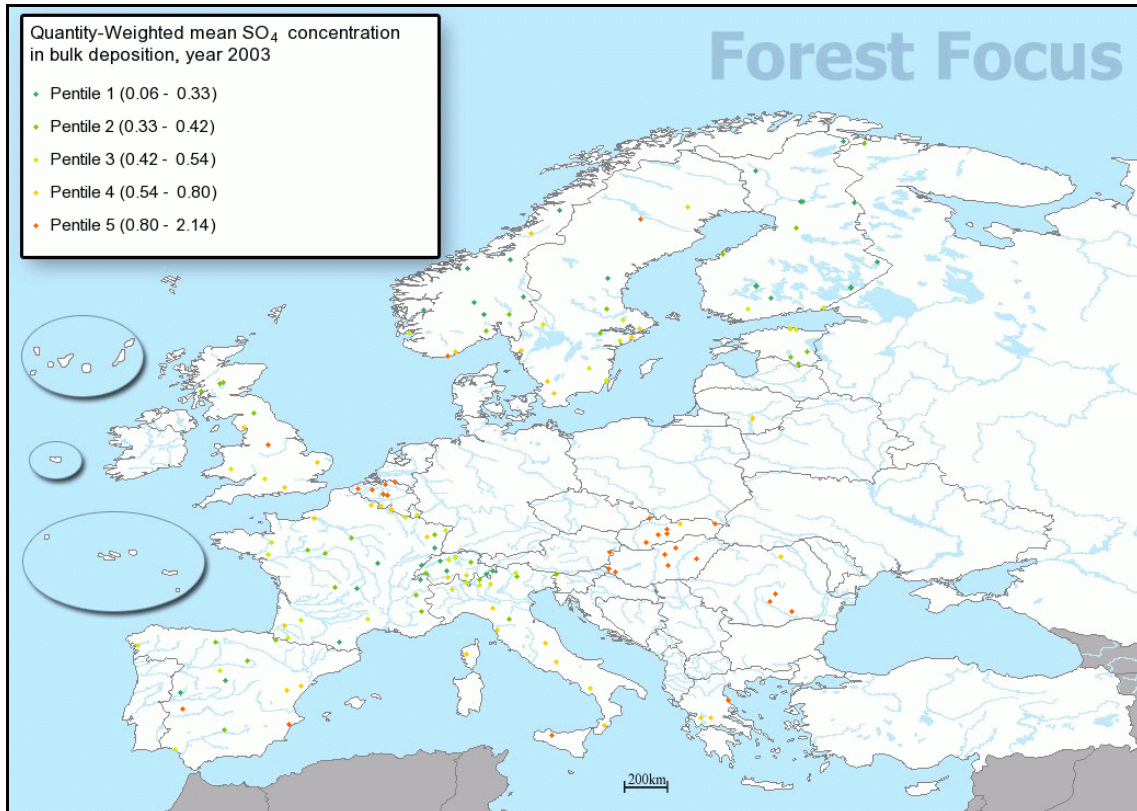 Quantity-Weighted mean SO4 concentration
in bulk deposition, year 2003
Pentile 1 (0.06 - 0.33)
Pentile 2 (0.33 - 0.42)
Pentile 3 (0.42 - 0.54)
Pentile 4 (0.54 - 0.80)
Pentile 5 (0.80 - 2.14)
Forest Focus
200km